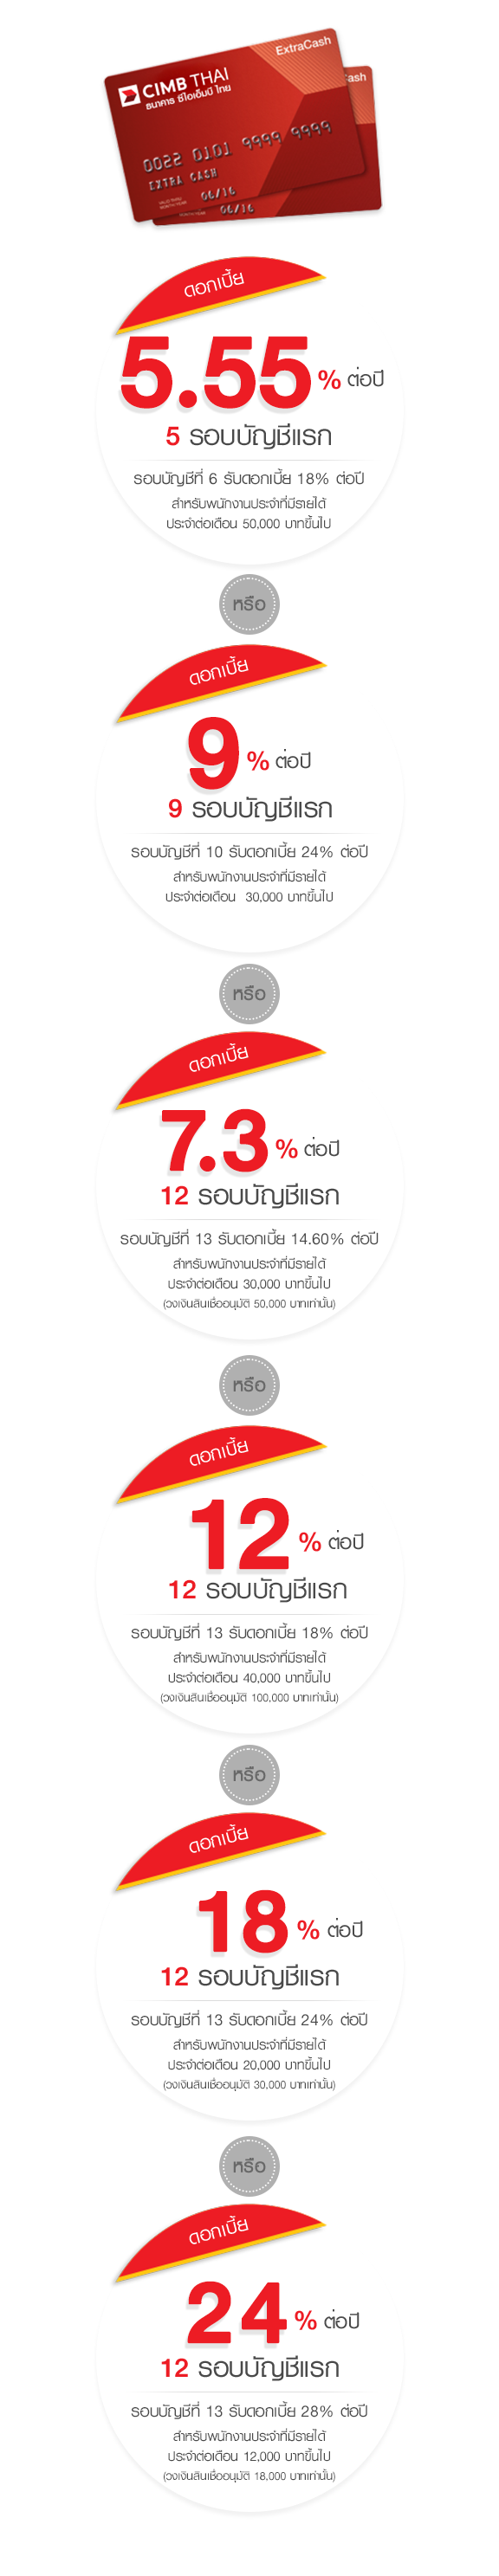 ExtraCash
ash
CIMB THAI
ธนาคาร ซีไอเอ็มบี ไทย
0022 0101 9999 9999
EXTRA CASH
06/16
06/16
ดอกเบี้ย
5.55 % ต่อปี
5 รอบบัญชีแรก
รอบบัญชีที่ 6 รับดอกเบี้ย 18% ต่อปี
สำหรับพนักงานประจำที่มีรายได้
ประจำต่อเดือน 50,000 บาทขึ้นไป
หรือ
ดอกเบี้ย
9 % ต่อปี
9 รอบบัญชีแรก
รอบบัญชีที่ 10 รับดอกเบี้ย 24% ต่อปี
สำหรับพนักงานประจำที่มีรายได้
ประจำต่อเดือน 30,000 บาทขึ้นไป
หรือ
ดอกเบี้ย
7.3 % ต่อปี
12 รอบบัญชีแรก
รอบบัญชีที่ 13 รับดอกเบี้ย 14.60% ต่อปี
สำหรับพนักงานประจำที่มีรายได้
ประจำต่อเดือน 30,000 บาทขึ้นไป
(วงเงินสินเชื่ออนุมัติ 50,000 บาทเท่านั้น)
หรือ
ดอกเบี้ย
12 % ต่อปี
12 รอบบัญชีแรก
รอบบัญชีที่ 13 รับดอกเบี้ย 18% ต่อปี
สำหรับพนักงานประจำที่มีรายได้
ประจำต่อเดือน 40,000 บาทขึ้นไป
(วงเงินสินเชื่ออนุมัติ 100,000 บาทเท่านั้น)
หรือ
ดอกเบี้ย
18 % ต่อปี
12 รอบบัญชีแรก
รอบบัญชีที่ 13 รับดอกเบี้ย 24% ต่อปี
สำหรับพนักงานประจำที่มีรายได้
ประจำต่อเดือน 20,000 บาทขึ้นไป
(วงเงินสินเชื่ออนุมัติ 30,000 บาทเท่านั้น)
หรือ
ดอกเบี้ย
24 % ต่อปี
12 รอบบัญชีแรก
รอบบัญชีที่ 13 รับดอกเบี้ย 28% ต่อปี
สำหรับพนักงานประจำที่มีรายได้
ประจำต่อเดือน 12,000 บาทขึ้นไป
(วงเงินสินเชื่ออนุมัติ 18,000 บาทเท่านั้น)